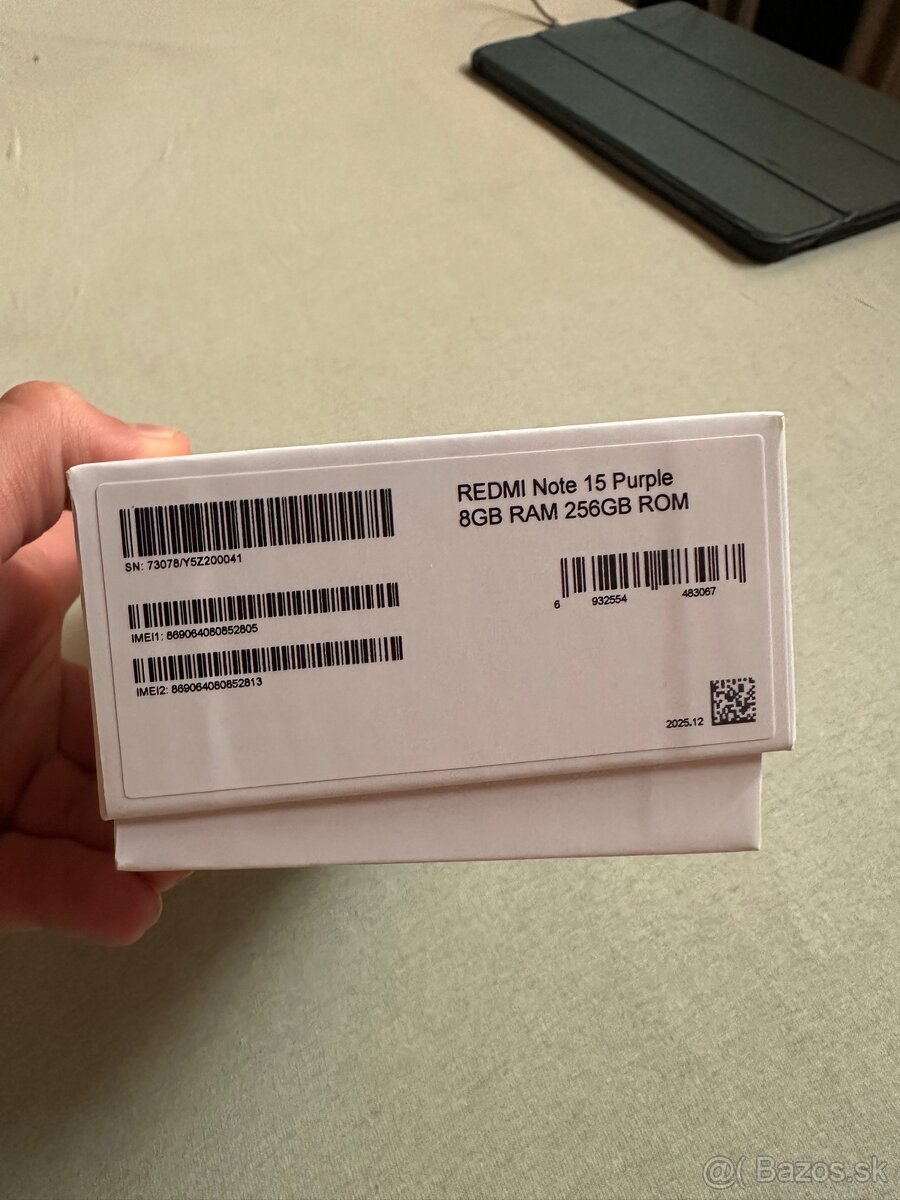 REDMI Note 15 Purple
8GB RAM 256GB ROM
SN: 73078/Y5Z200041
IMEI1: 869064080852805
IMEI2: 869064080852813
6 932554 483067
2025.12
@( Bazos.sk